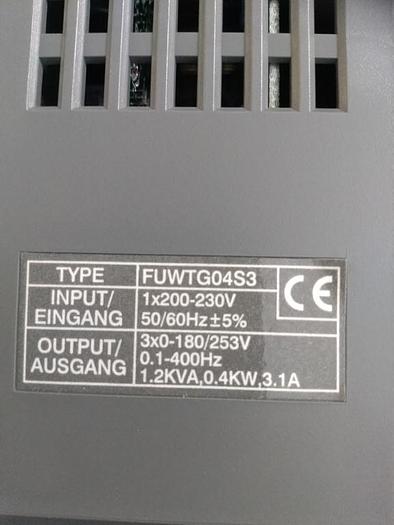 TYPE FUWTG04S3
INPUT/ 1x200-230V
EINGANG 50/60Hz±5%
OUTPUT/ 3x0-180/253V
AUSGANG 0.1-400Hz
1.2KVA,0.4KW,3.1A
CE